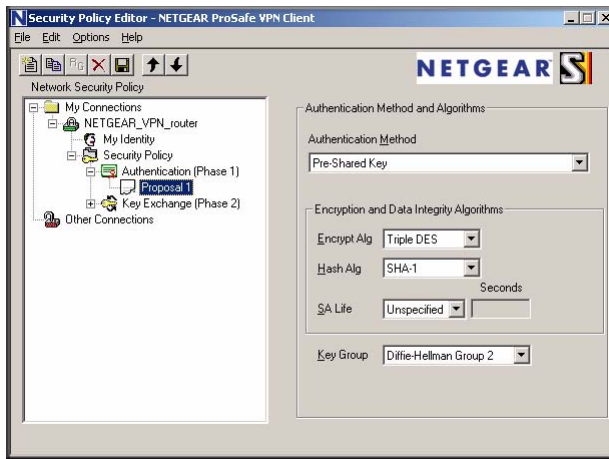 Security Policy Editor - NETGEAR ProSafe VPN Client
File Edit Options Help
Network Security Policy
NETGEAR
My Connections
NETGEAR_VPN_router
My Identity
Security Policy
Authentication (Phase 1)
Proposal 1
Key Exchange (Phase 2)
Other Connections
Authentication Method and Algorithms
Authentication Method
Pre-Shared Key
Encryption and Data Integrity Algorithms
Encrypt Alg Triple DES
Hash Alg SHA-1
Seconds
SA Life Unspecified
Key Group Diffie-Hellman Group 2